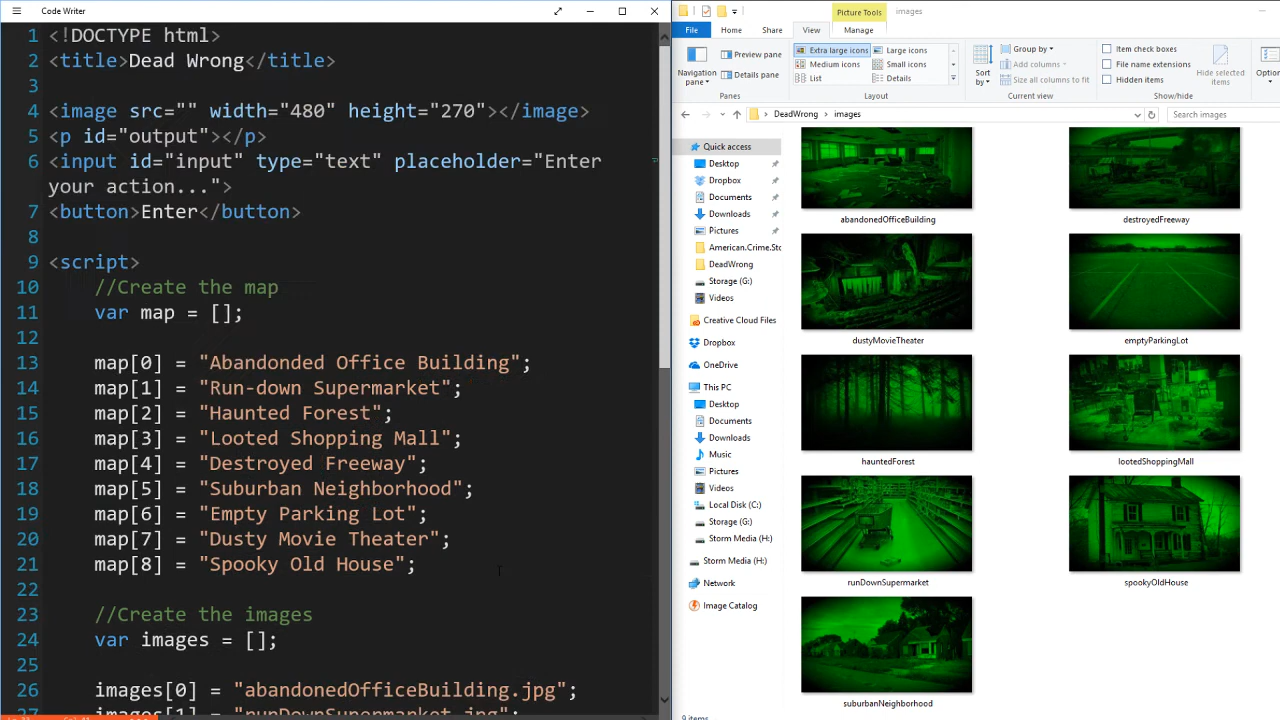 Code Writer
1 <!DOCTYPE html>
2 <title>Dead Wrong</title>
3
4 <image src="" width="480" height="270"></image>
5 <p id="output"></p>
6 <input id="input" type="text" placeholder="Enter
your action...">
7 <button>Enter</button>
8
9 <script>
10 //Create the map
11 var map = [];
12
13 map[0] = "Abandonded Office Building";
14 map[1] = "Run-down Supermarket";
15 map[2] = "Haunted Forest";
16 map[3] = "Looted Shopping Mall";
17 map[4] = "Destroyed Freeway";
18 map[5] = "Suburban Neighborhood";
19 map[6] = "Empty Parking Lot";
20 map[7] = "Dusty Movie Theater";
21 map[8] = "Spooky Old House";
22
23 //Create the images
24 var images = [];
25
26 images[0] = "abandonedOfficeBuilding.jpg";
27 images[1] = "runDownSupermarket.jpg";
Picture Tools images
File Home Share View Manage
Navigation pane
Preview pane
Details pane
Panes
Extra large icons Large icons
Medium icons Small icons
List Details
Layout
Sort by
Group by
Add columns
Size all columns to fit
Current view
Item check boxes
File name extensions
Hidden items
Hide selected items
Show/hide
DeadWrong images
Search images
Quick access
Desktop
Dropbox
Documents
Downloads
Pictures
American.Crime.Sto
DeadWrong
Storage (G:)
Videos
Creative Cloud Files
Dropbox
OneDrive
This PC
Desktop
Documents
Downloads
Music
Pictures
Videos
Local Disk (C:)
Storage (G:)
Storm Media (H:)
Storm Media (H:)
Network
Image Catalog
abandonedOfficeBuilding
destroyedFreeway
dustyMovieTheater
emptyParkingLot
hauntedForest
lootedShoppingMall
runDownSupermarket
spookyOldHouse
suburbanNeighborhood
9 items